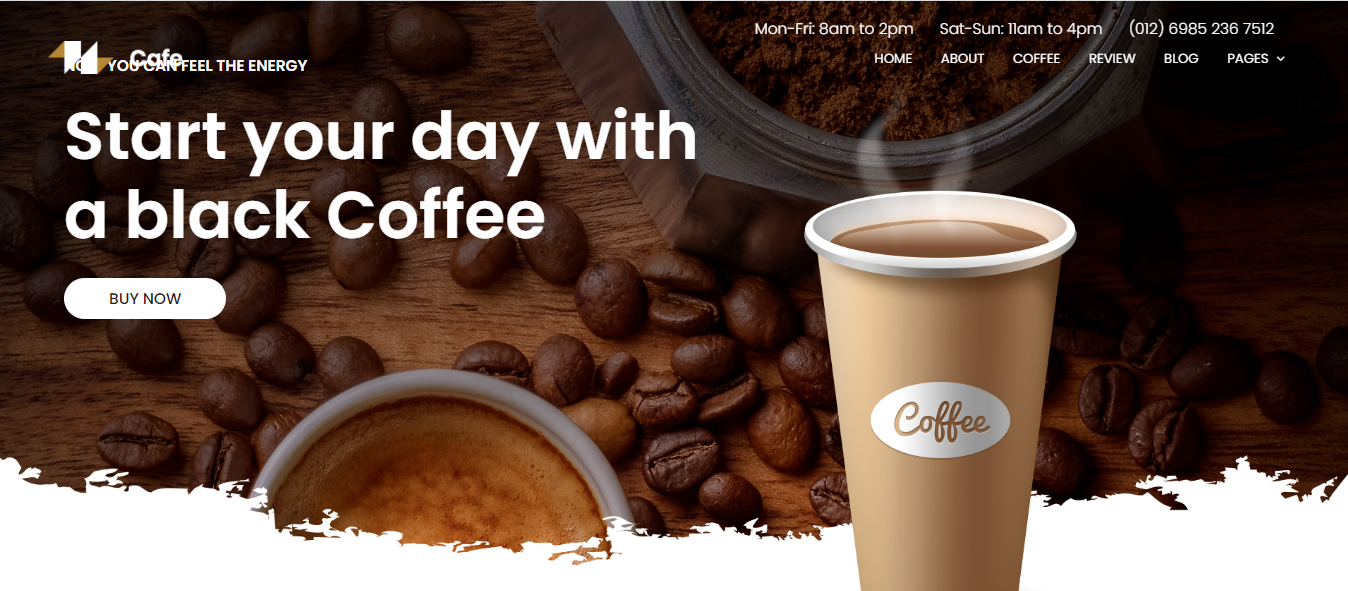 Mon-Fri: 8am to 2pm Sat-Sun: 11am to 4pm (012) 6985 236 7512
HOME ABOUT COFFEE REVIEW BLOG PAGES
Cafe
YOU CAN FEEL THE ENERGY
Start your day with
a black Coffee
BUY NOW
Coffee